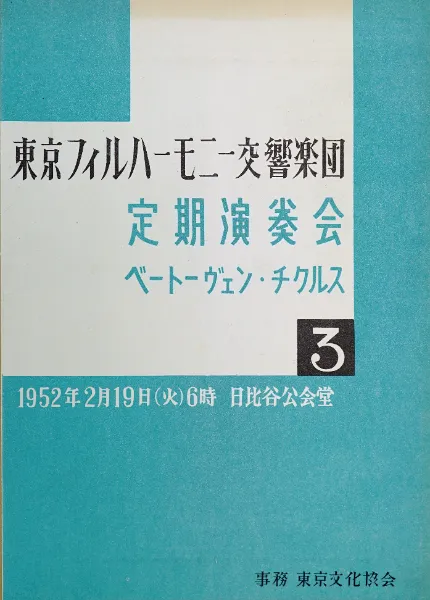 東京フィルハーモニー交響楽団
定期演奏会
ベートーヴェン・チクルス
3
1952年2月19日(火)6時 日比谷公会堂
事務 東京文化協会